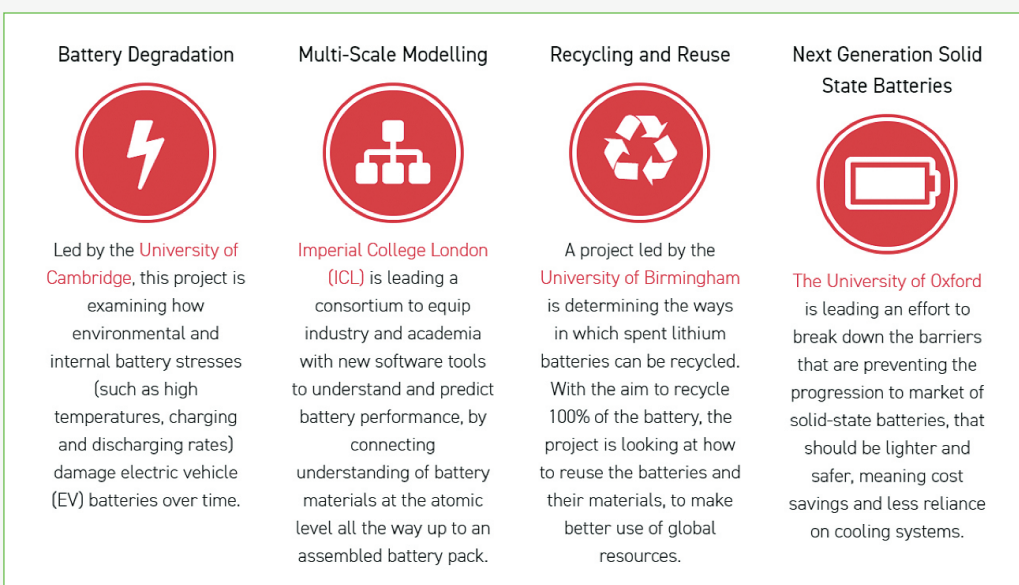 Battery Degradation
Led by the University of
Cambridge, this project is
examining how
environmental and
internal battery stresses
(such as high
temperatures, charging
and discharging rates)
damage electric vehicle
(EV) batteries over time.
Multi-Scale Modelling
Imperial College London
(ICL) is leading a
consortium to equip
industry and academia
with new software tools
to understand and predict
battery performance, by
connecting
understanding of battery
materials at the atomic
level all the way up to an
assembled battery pack.
Recycling and Reuse
A project led by the
University of Birmingham
is determining the ways
in which spent lithium
batteries can be recycled.
With the aim to recycle
100% of the battery, the
project is looking at how
to reuse the batteries and
their materials, to make
better use of global
resources.
Next Generation Solid
State Batteries
The University of Oxford
is leading an effort to
break down the barriers
that are preventing the
progression to market of
solid-state batteries, that
should be lighter and
safer, meaning cost
savings and less reliance
on cooling systems.